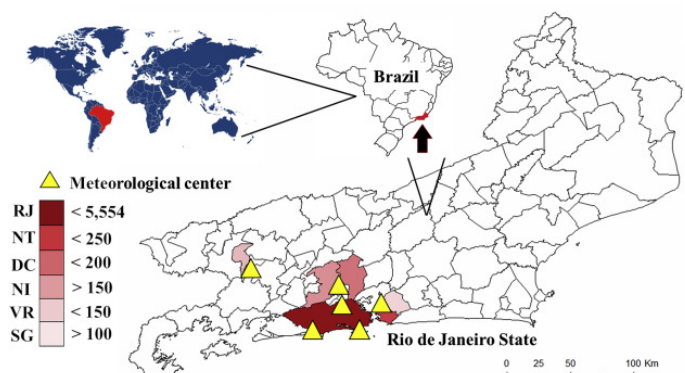 Brazil
Meteorological center
RJ < 5,554
NT < 250
DC < 200
NI > 150
VR < 150
SG > 100
Rio de Janeiro State
0 25 50 100 Km